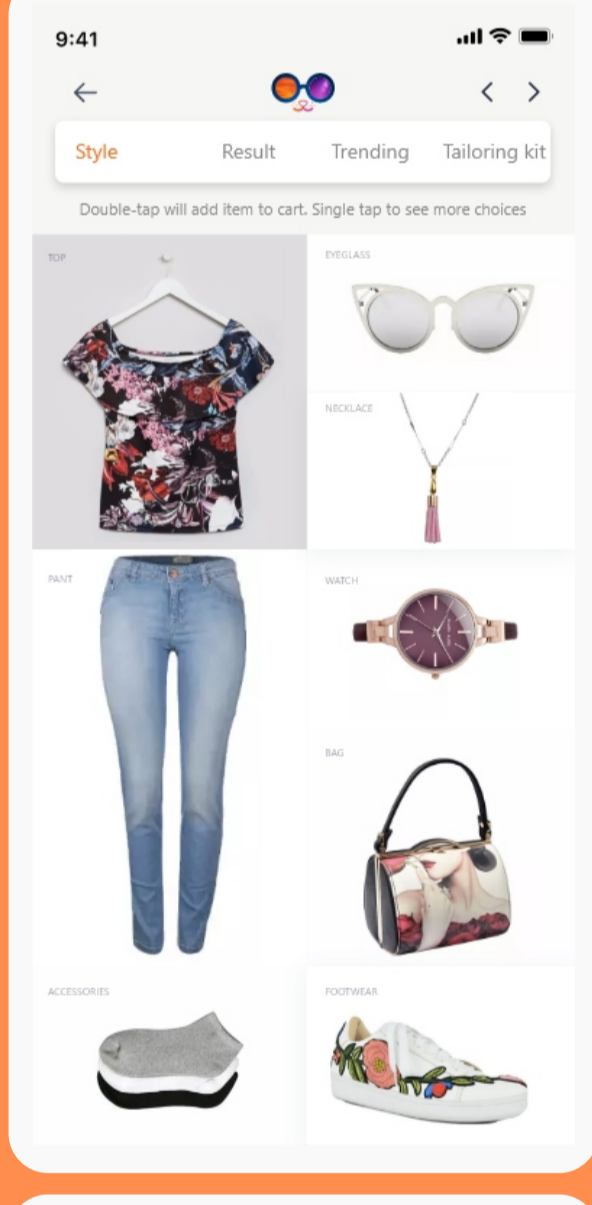 9:41
Style Result Trending Tailoring kit
Double-tap will add item to cart. Single tap to see more choices
TOP
EYEGLASS
NECKLACE
PANT
WATCH
BAG
ACCESSORIES
FOOTWEAR